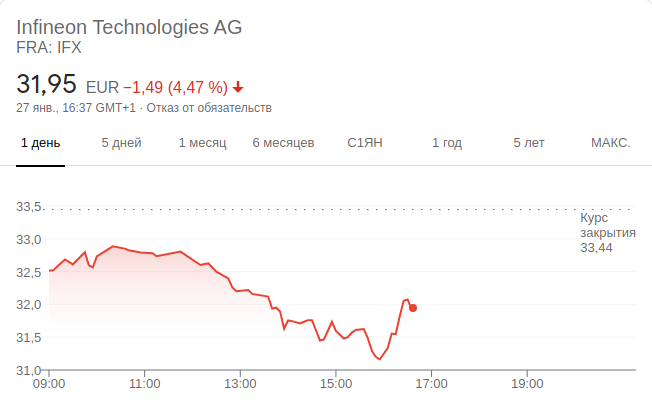 Infineon Technologies AG
FRA: IFX
31,95 EUR −1,49 (4,47 %)
27 янв., 16:37 GMT+1 · Отказ от обязательств
1 день 5 дней 1 месяц 6 месяцев С1ЯН 1 год 5 лет МАКС.
33,5
Курс
закрытия
33,44
33,0
32,5
32,0
31,5
31,0
09:00 11:00 13:00 15:00 17:00 19:00